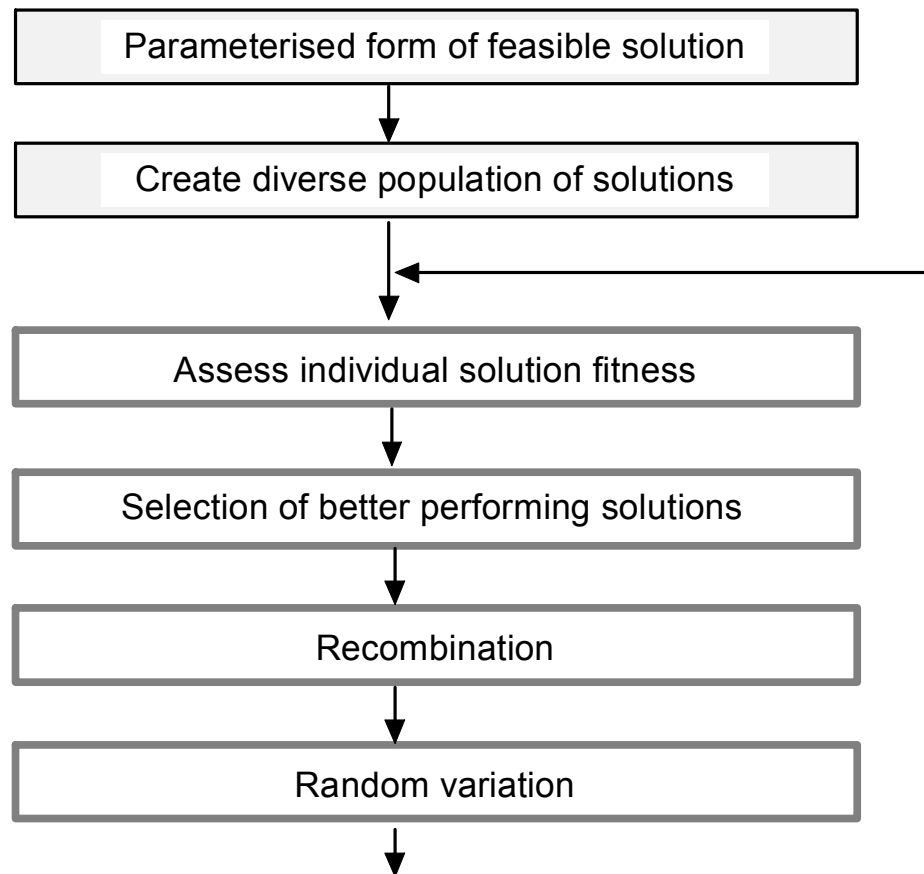 Parameterised form of feasible solution
Create diverse population of solutions
Assess individual solution fitness
Selection of better performing solutions
Recombination
Random variation